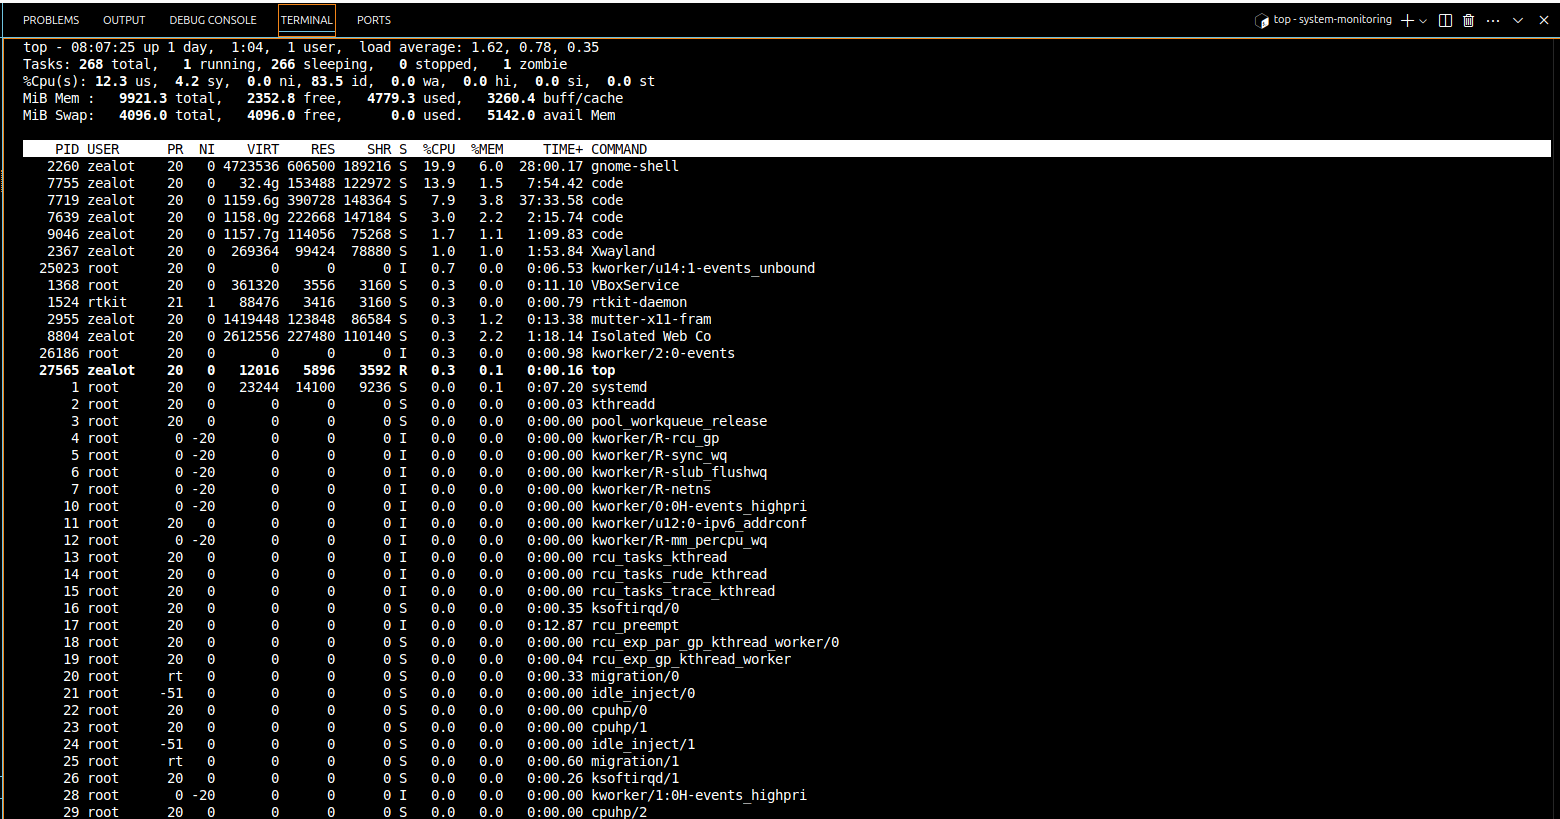 PROBLEMS OUTPUT DEBUG CONSOLE TERMINAL PORTS top - system-monitoring
top - 08:07:25 up 1 day,  1:04,  1 user,  load average: 1.62, 0.78, 0.35
Tasks: 268 total,   1 running, 266 sleeping,   0 stopped,   1 zombie
%Cpu(s): 12.3 us,  4.2 sy,  0.0 ni, 83.5 id,  0.0 wa,  0.0 hi,  0.0 si,  0.0 st
MiB Mem :   9921.3 total,   2352.8 free,   4779.3 used,   3260.4 buff/cache
MiB Swap:   4096.0 total,   4096.0 free,      0.0 used.   5142.0 avail Mem
PID USER PR NI VIRT RES SHR S %CPU %MEM TIME+ COMMAND
2260 zealot 20 0 4723536 606500 189216 S 19.9 6.0 28:00.17 gnome-shell
7755 zealot 20 0 32.4g 153488 122972 S 13.9 1.5 7:54.42 code
7719 zealot 20 0 1159.6g 390728 148364 S 7.9 3.8 37:33.58 code
7639 zealot 20 0 1158.0g 222668 147184 S 3.0 2.2 2:15.74 code
9046 zealot 20 0 1157.7g 114056 75268 S 1.7 1.1 1:09.83 code
2367 zealot 20 0 269364 99424 78880 S 1.0 1.0 1:53.84 Xwayland
25023 root 20 0 0 0 0 I 0.7 0.0 0:06.53 kworker/u14:1-events_unbound
1368 root 20 0 361320 3556 3160 S 0.3 0.0 0:11.10 VBoxService
1524 rtkit 21 1 88476 3416 3160 S 0.3 0.0 0:00.79 rtkit-daemon
2955 zealot 20 0 1419448 123848 86584 S 0.3 1.2 0:13.38 mutter-x11-fram
8804 zealot 20 0 2612556 227480 110140 S 0.3 2.2 1:18.14 Isolated Web Co
26186 root 20 0 0 0 0 I 0.3 0.0 0:00.98 kworker/2:0-events
27565 zealot 20 0 12016 5896 3592 R 0.3 0.1 0:00.16 top
1 root 20 0 23244 14100 9236 S 0.0 0.1 0:07.20 systemd
2 root 20 0 0 0 0 S 0.0 0.0 0:00.03 kthreadd
3 root 20 0 0 0 0 S 0.0 0.0 0:00.00 pool_workqueue_release
4 root 0 -20 0 0 0 I 0.0 0.0 0:00.00 kworker/R-rcu_gp
5 root 0 -20 0 0 0 I 0.0 0.0 0:00.00 kworker/R-sync_wq
6 root 0 -20 0 0 0 I 0.0 0.0 0:00.00 kworker/R-slub_flushwq
7 root 0 -20 0 0 0 I 0.0 0.0 0:00.00 kworker/R-netns
10 root 0 -20 0 0 0 I 0.0 0.0 0:00.00 kworker/0:0H-events_highpri
11 root 20 0 0 0 0 I 0.0 0.0 0:00.00 kworker/u12:0-ipv6_addrconf
12 root 0 -20 0 0 0 I 0.0 0.0 0:00.00 kworker/R-mm_percpu_wq
13 root 20 0 0 0 0 I 0.0 0.0 0:00.00 rcu_tasks_kthread
14 root 20 0 0 0 0 I 0.0 0.0 0:00.00 rcu_tasks_rude_kthread
15 root 20 0 0 0 0 I 0.0 0.0 0:00.00 rcu_tasks_trace_kthread
16 root 20 0 0 0 0 S 0.0 0.0 0:00.35 ksoftirqd/0
17 root 20 0 0 0 0 I 0.0 0.0 0:12.87 rcu_preempt
18 root 20 0 0 0 0 S 0.0 0.0 0:00.00 rcu_exp_par_gp_kthread_worker/0
19 root 20 0 0 0 0 S 0.0 0.0 0:00.04 rcu_exp_gp_kthread_worker
20 root rt 0 0 0 0 S 0.0 0.0 0:00.33 migration/0
21 root -51 0 0 0 0 S 0.0 0.0 0:00.00 idle_inject/0
22 root 20 0 0 0 0 S 0.0 0.0 0:00.00 cpuhp/0
23 root 20 0 0 0 0 S 0.0 0.0 0:00.00 cpuhp/1
24 root -51 0 0 0 0 S 0.0 0.0 0:00.00 idle_inject/1
25 root rt 0 0 0 0 S 0.0 0.0 0:00.60 migration/1
26 root 20 0 0 0 0 S 0.0 0.0 0:00.26 ksoftirqd/1
28 root 0 -20 0 0 0 I 0.0 0.0 0:00.00 kworker/1:0H-events_highpri
29 root 20 0 0 0 0 S 0.0 0.0 0:00.00 cpuhp/2